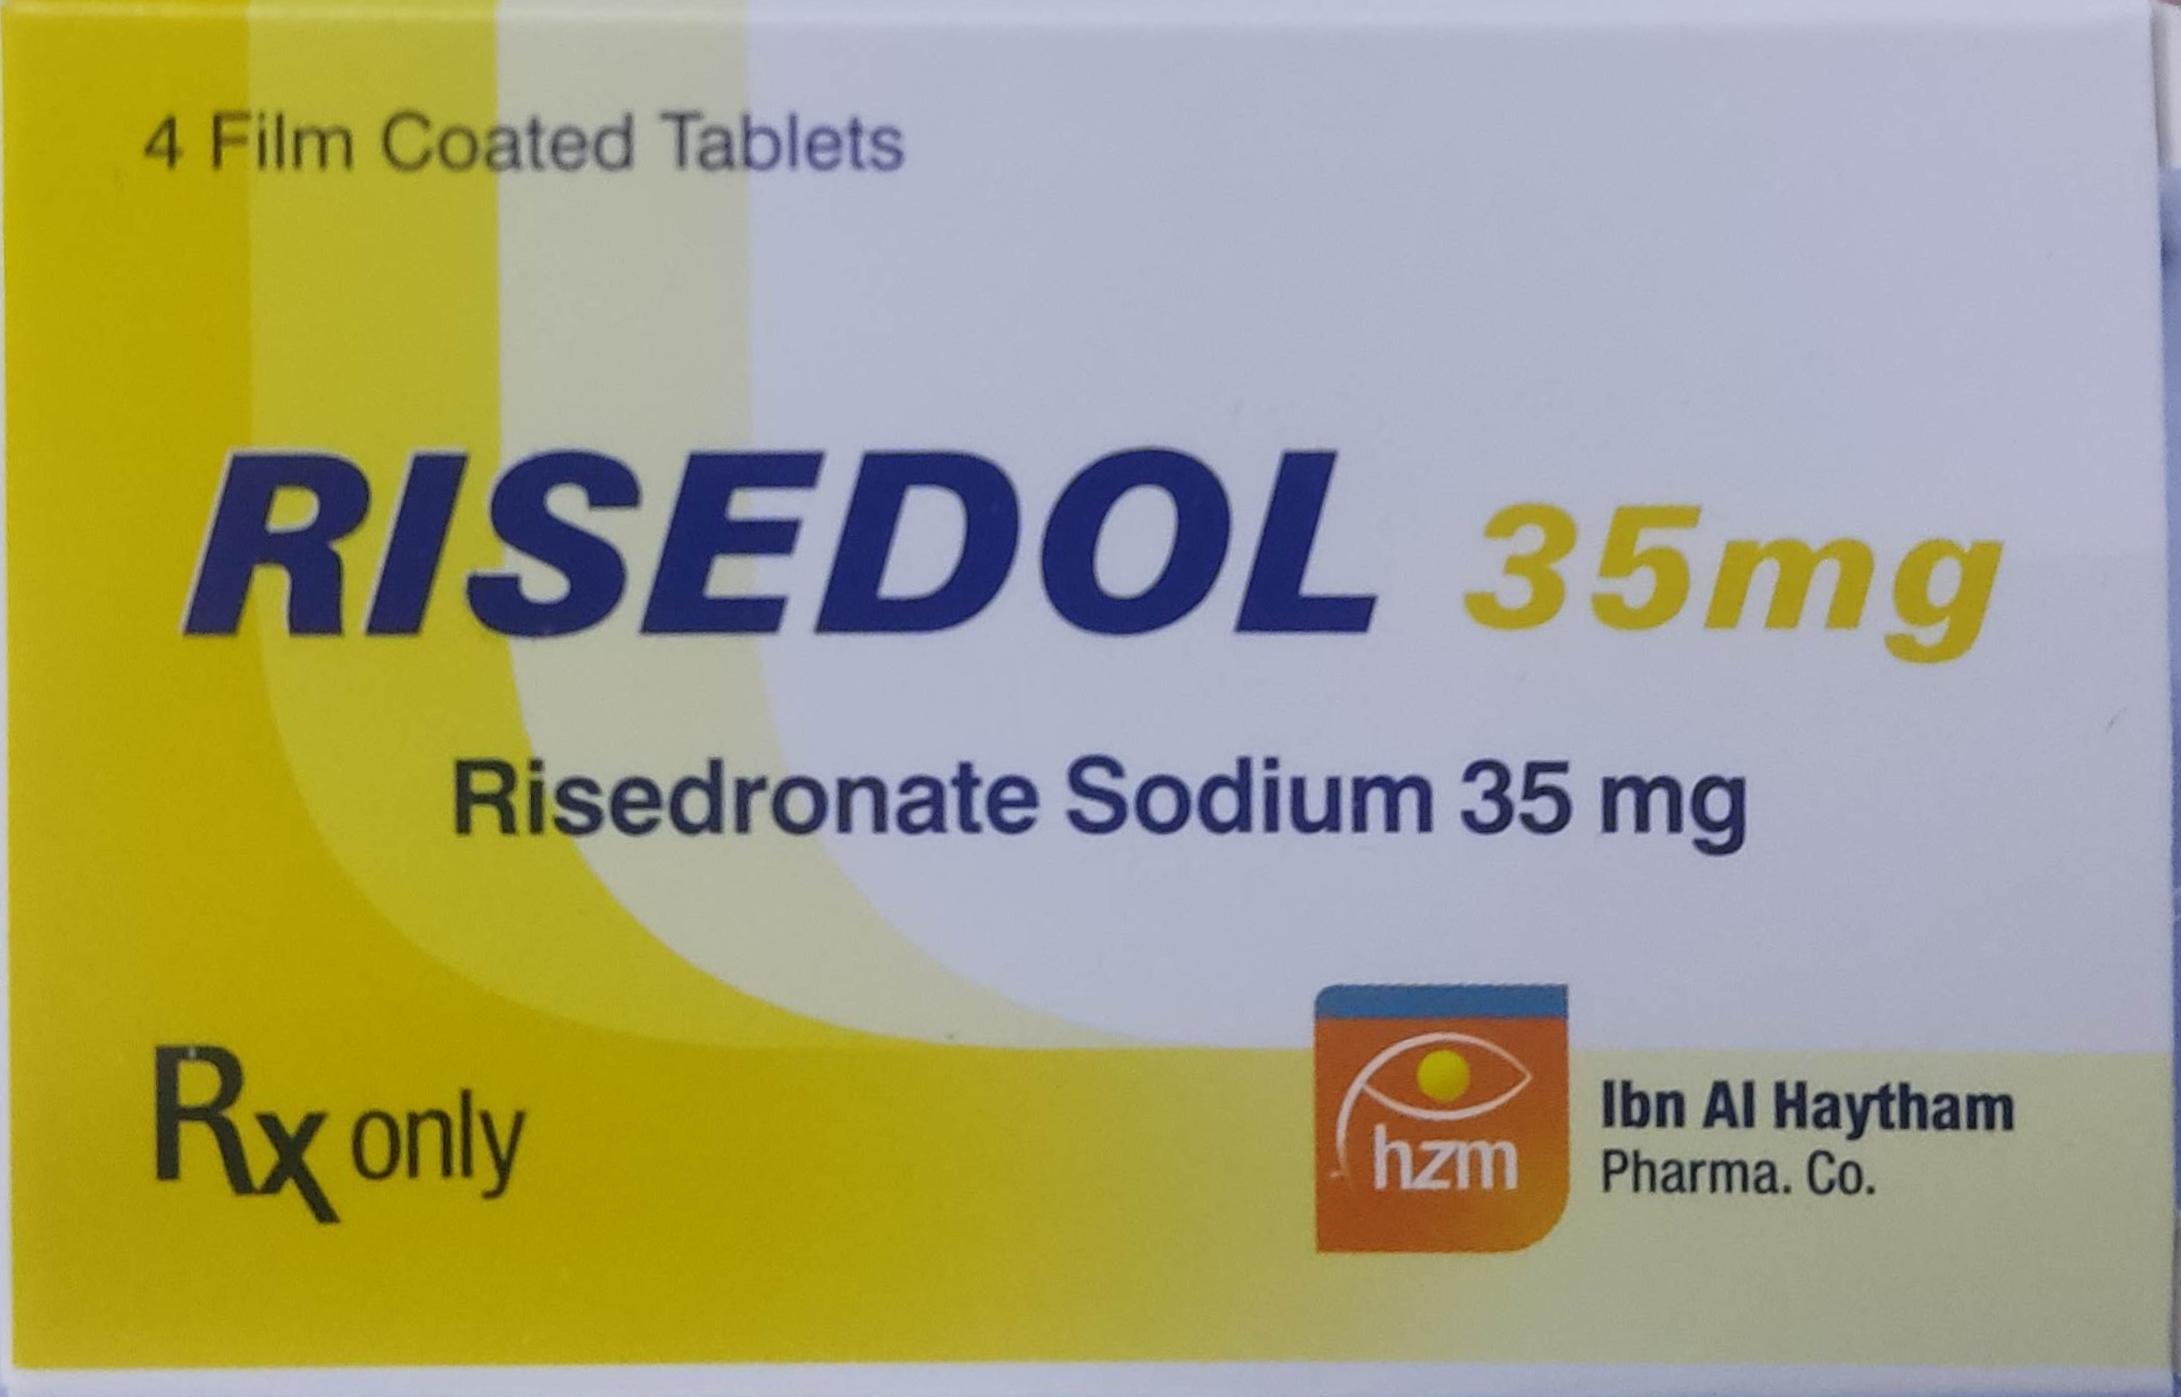 4 Film Coated Tablets
RISEDOL 35mg
Risedronate Sodium 35 mg
Rx only
hzm
Ibn Al Haytham
Pharma. Co.